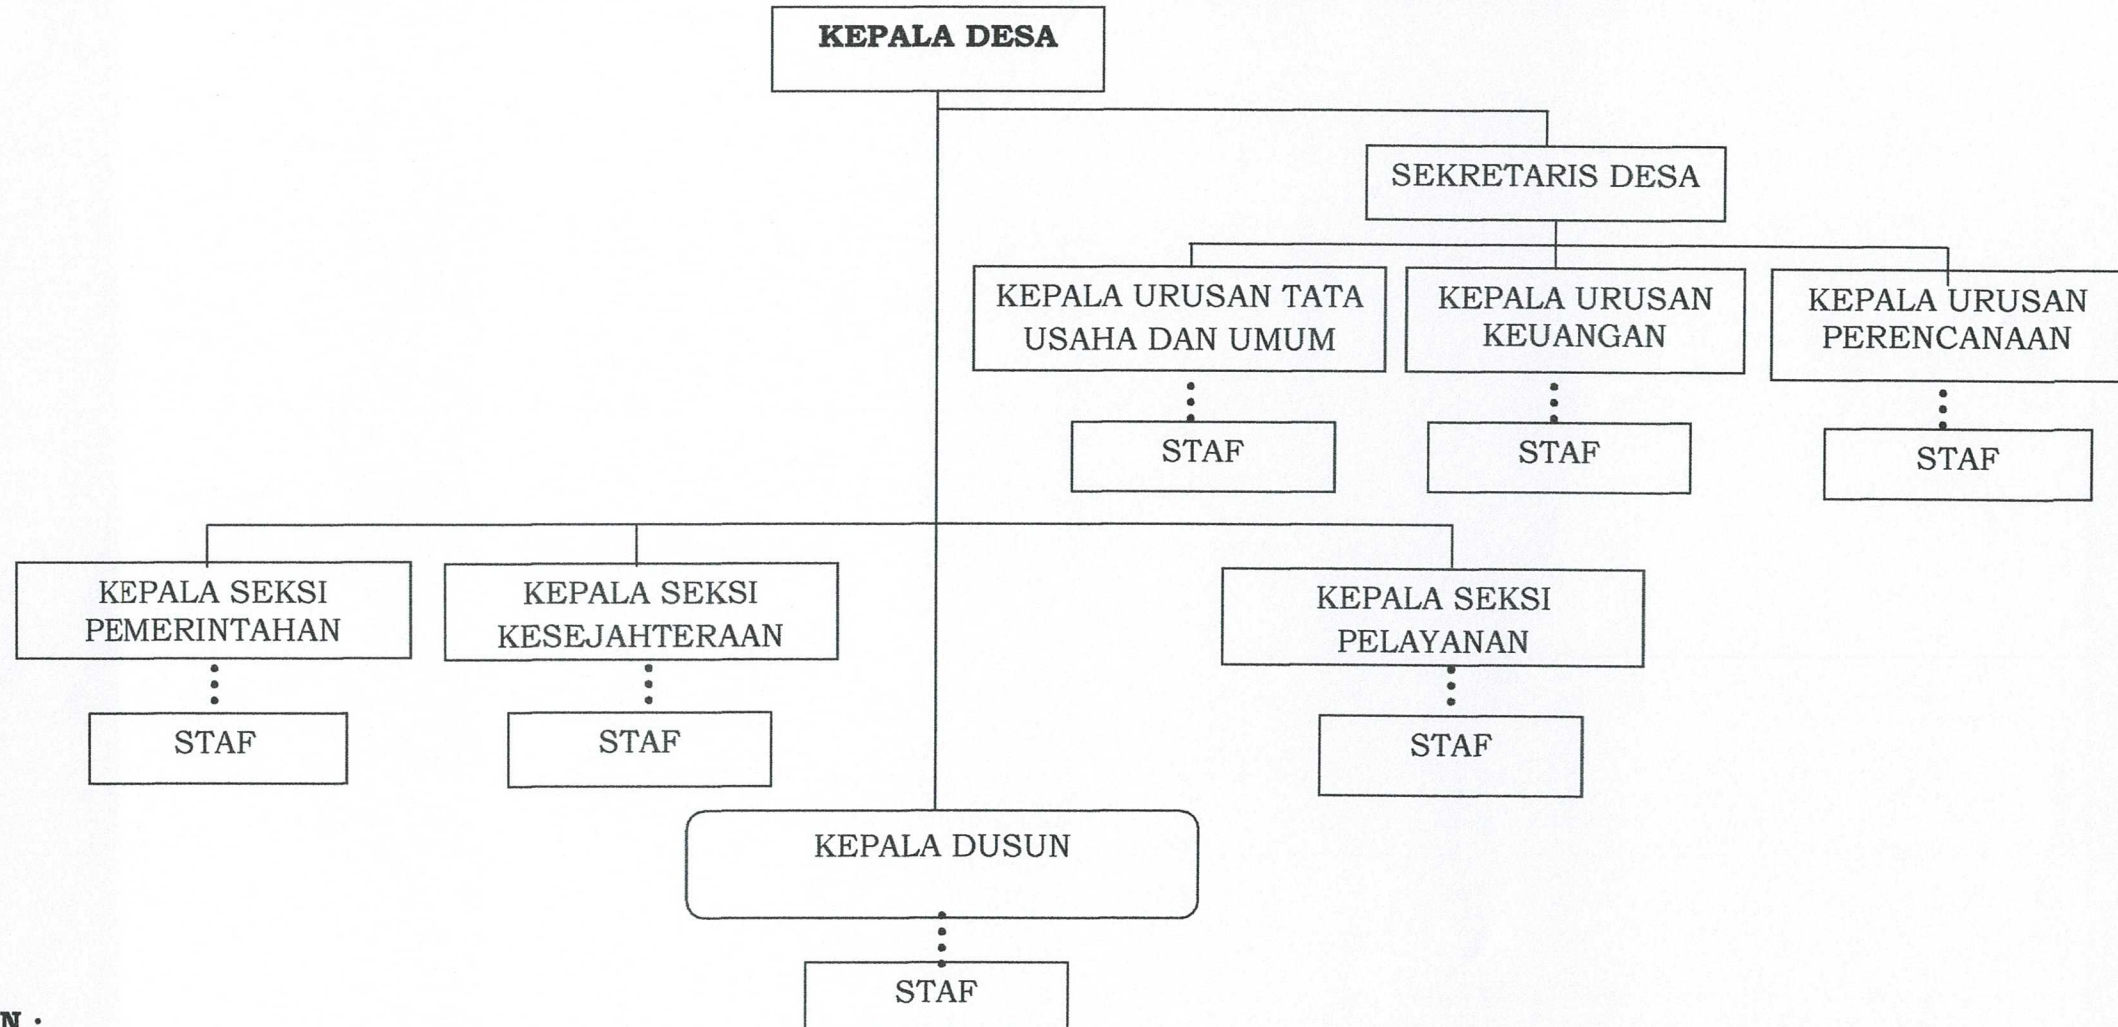 KEPALA DESA
SEKRETARIS DESA
KEPALA URUSAN TATA
USAHA DAN UMUM
KEPALA URUSAN
KEUANGAN
KEPALA URUSAN
PERENCANAAN
STAF
STAF
STAF
KEPALA SEKSI
PEMERINTAHAN
KEPALA SEKSI
KESEJAHTERAAN
KEPALA SEKSI
PELAYANAN
STAF
STAF
STAF
KEPALA DUSUN
STAF